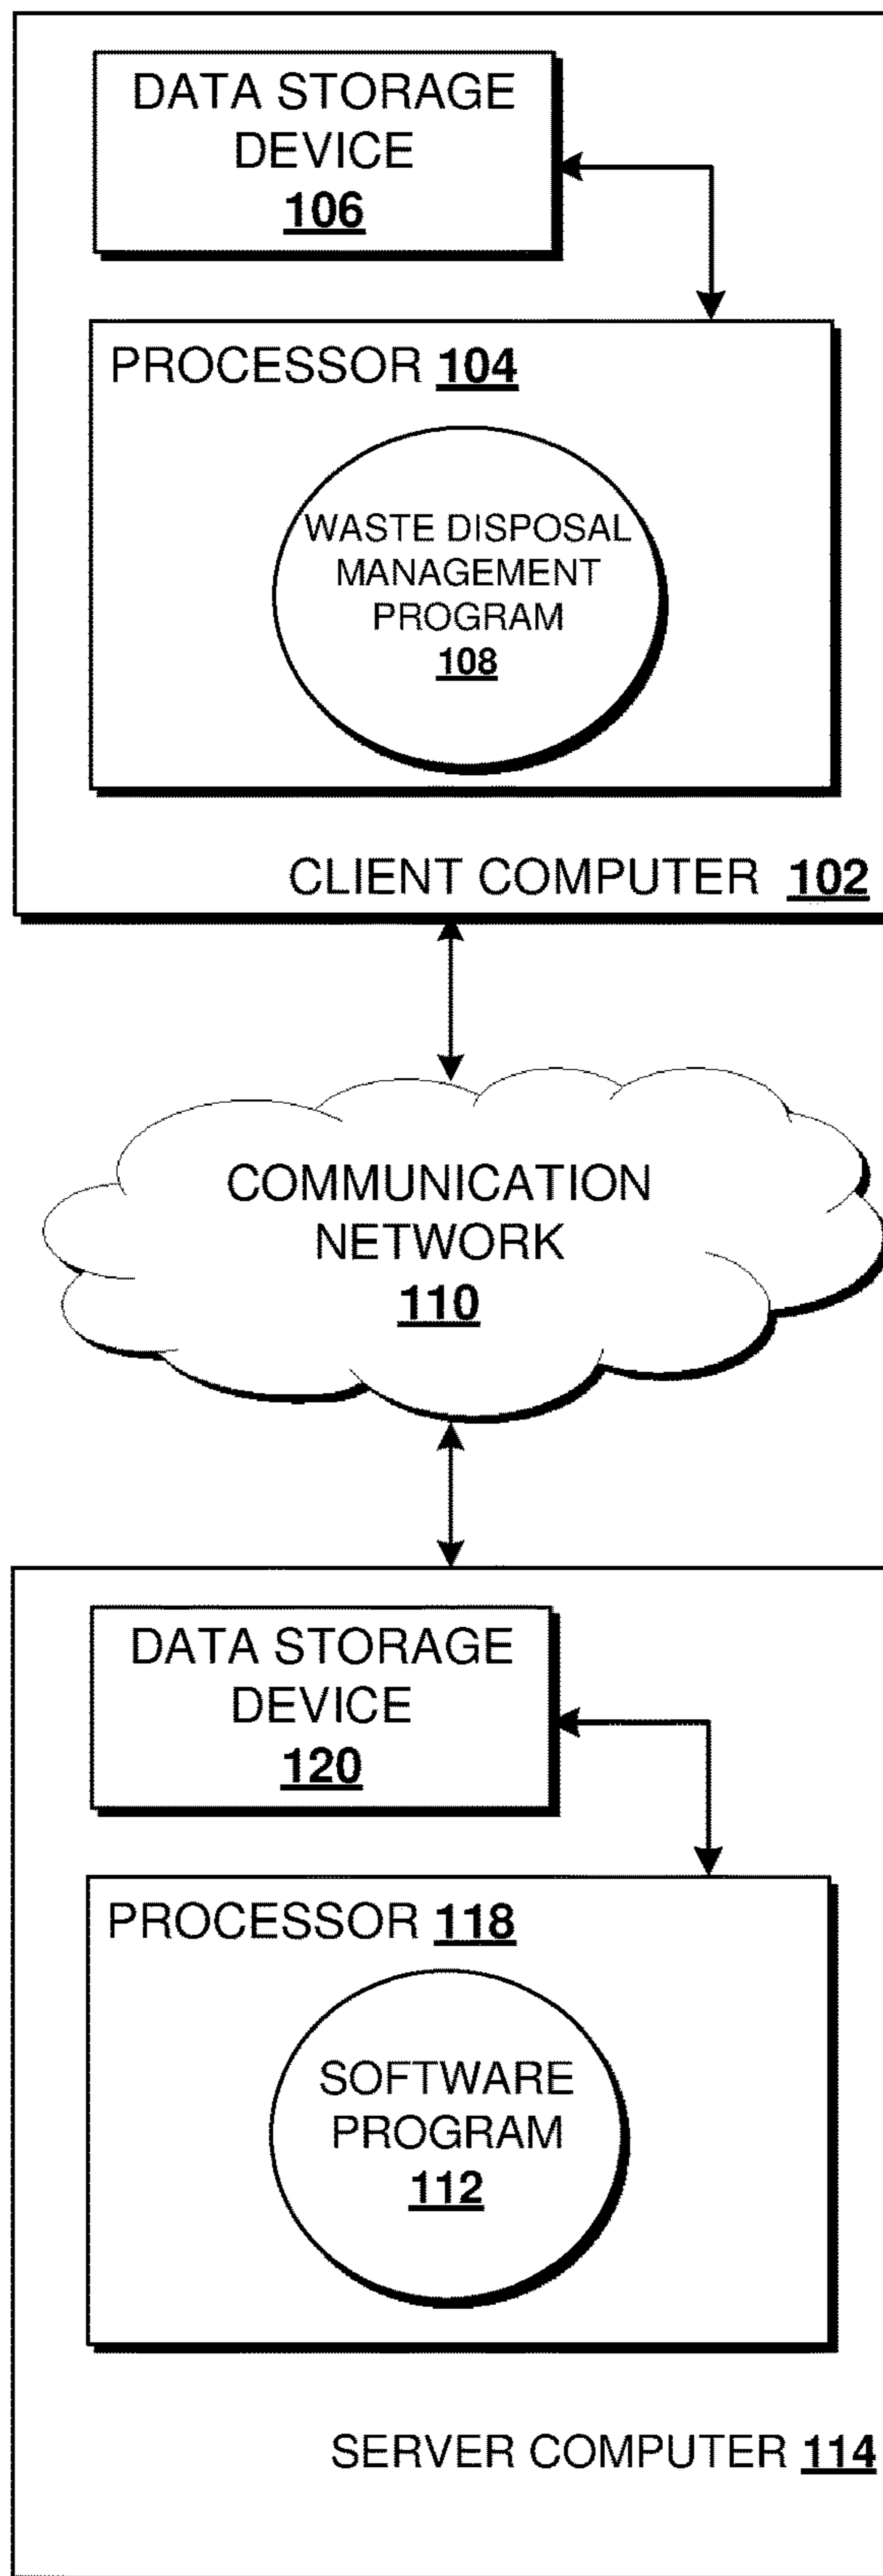 DATA STORAGE
DEVICE
106
PROCESSOR 104
WASTE DISPOSAL
MANAGEMENT
PROGRAM
108
CLIENT COMPUTER 102
COMMUNICATION
NETWORK
110
DATA STORAGE
DEVICE
120
PROCESSOR 118
SOFTWARE
PROGRAM
112
SERVER COMPUTER 114